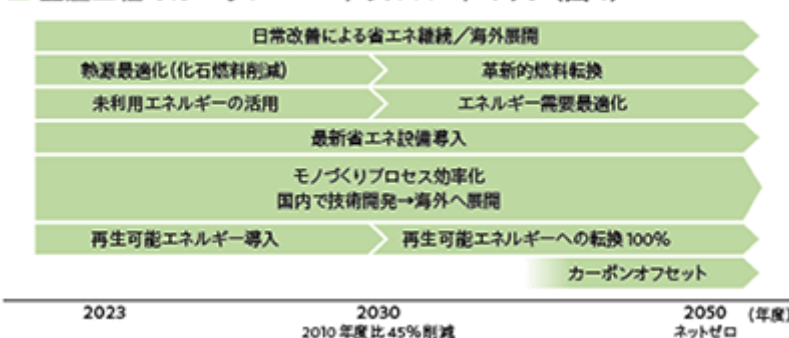 日常改善による省エネ継続／海外展開
熱源最適化(化石燃料削減)
革新的燃料転換
未利用エネルギーの活用
エネルギー需要最適化
最新省エネ設備導入
モノづくりプロセス効率化
国内で技術開発→海外へ展開
再生可能エネルギー導入
再生可能エネルギーへの転換100%
カーボンオフセット
2023
2030
2050 (年度)
2010年度比45%削減
ネットゼロ